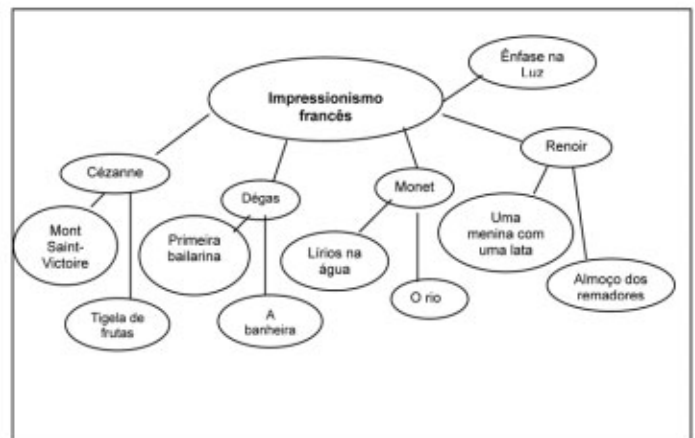 Ênfase na
Luz
Impressionismo
francês
Renoir
Cézanne
Monet
Dégas
Uma
menina com
uma lata
Mont
Saint-
Victoire
Primeira
bailarina
Lírios na
água
Almoço dos
remadores
O rio
Tigela de
frutas
A
banheira